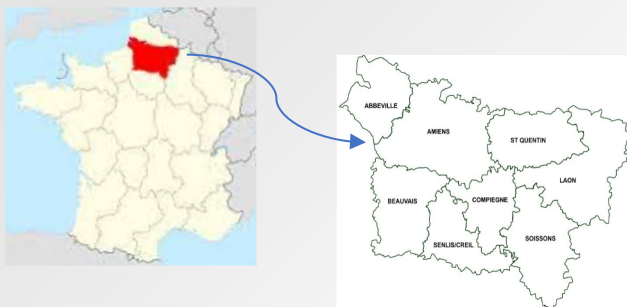 ABBEVILLE
AMIENS
ST QUENTIN
LAON
BEAUVAIS
COMPIEGNE
SENLIS/CREIL
SOISSONS